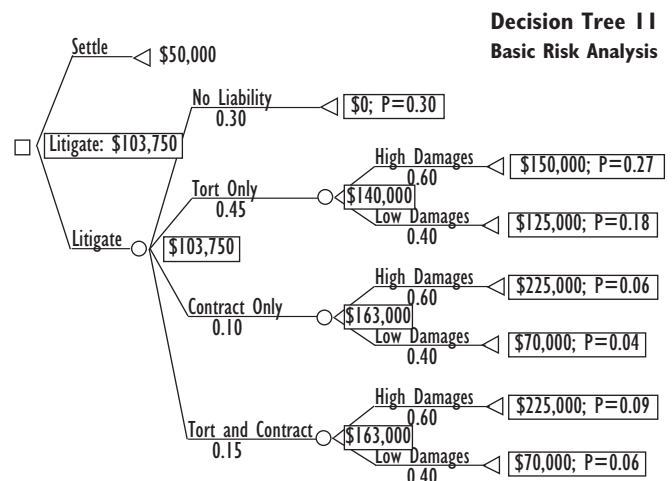 Decision Tree 11
Basic Risk Analysis
Settle
$50,000
No Liability
0.30
$0; P=0.30
Litigate: $103,750
High Damages
0.60
$150,000; P=0.27
Tort Only
0.45
$140,000
Low Damages
0.40
$125,000; P=0.18
Litigate
$103,750
High Damages
0.60
$225,000; P=0.06
Contract Only
0.10
$163,000
Low Damages
0.40
$70,000; P=0.04
High Damages
0.60
$225,000; P=0.09
Tort and Contract
0.15
$163,000
Low Damages
0.40
$70,000; P=0.06